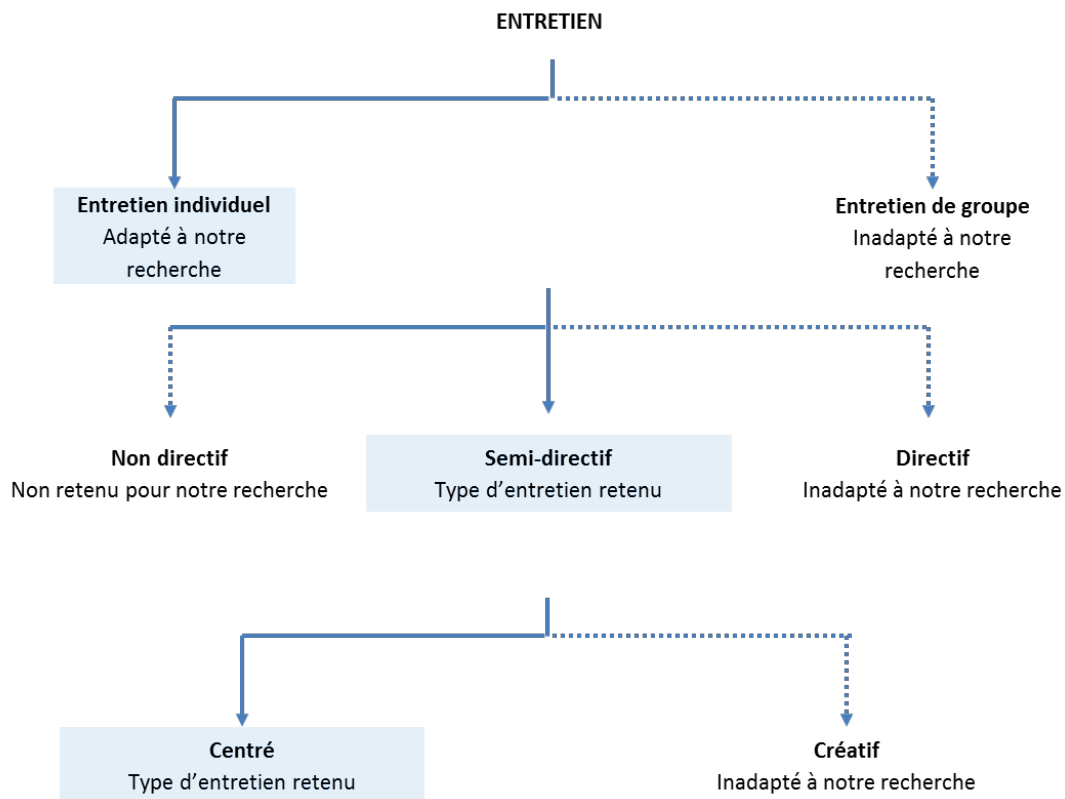 ENTRETIEN
Entretien individuel
Adapté à notre
recherche
Entretien de groupe
Inadapté à notre
recherche
Non directif
Non retenu pour notre recherche
Semi-directif
Type d’entretien retenu
Directif
Inadapté à notre recherche
Centré
Type d’entretien retenu
Créatif
Inadapté à notre recherche